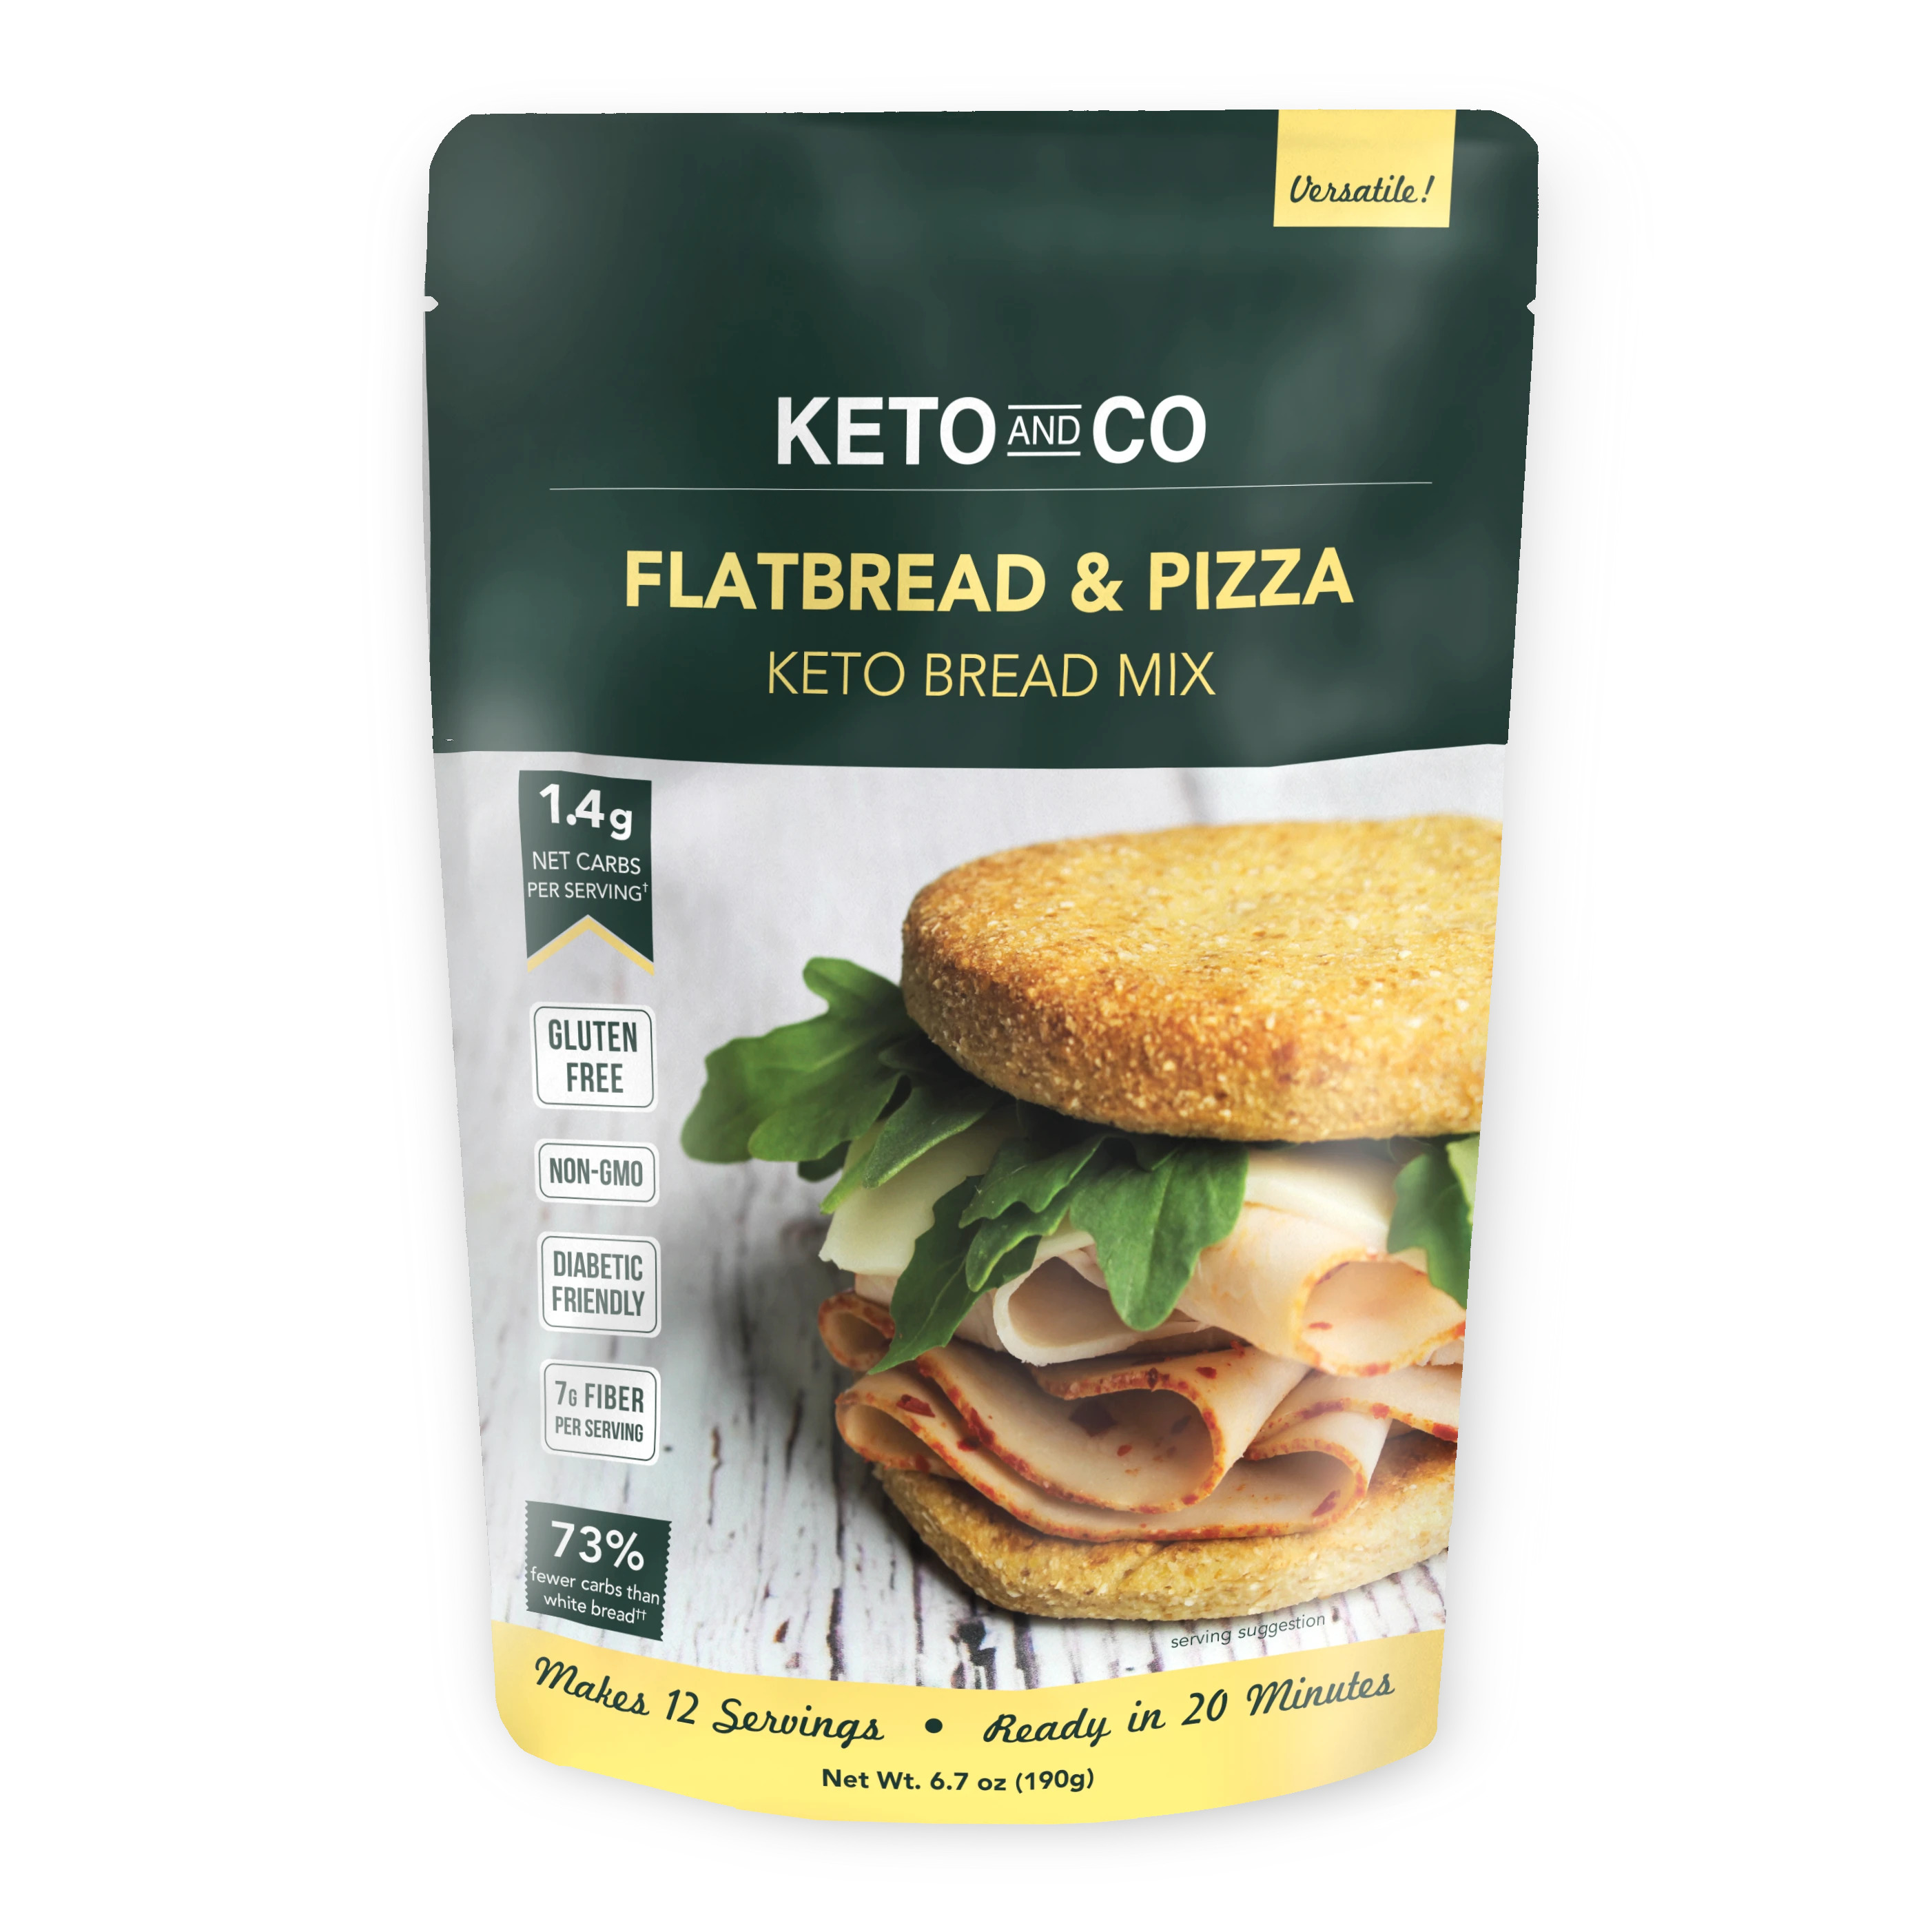 Versatile!
KETO AND CO
FLATBREAD & PIZZA
KETO BREAD MIX
1.4g
NET CARBS
PER SERVING†
GLUTEN
FREE
NON-GMO
DIABETIC
FRIENDLY
7G FIBER
PER SERVING
73%
fewer carbs than
white bread††
serving suggestion
Makes 12 Servings • Ready in 20 Minutes
Net Wt. 6.7 oz (190g)